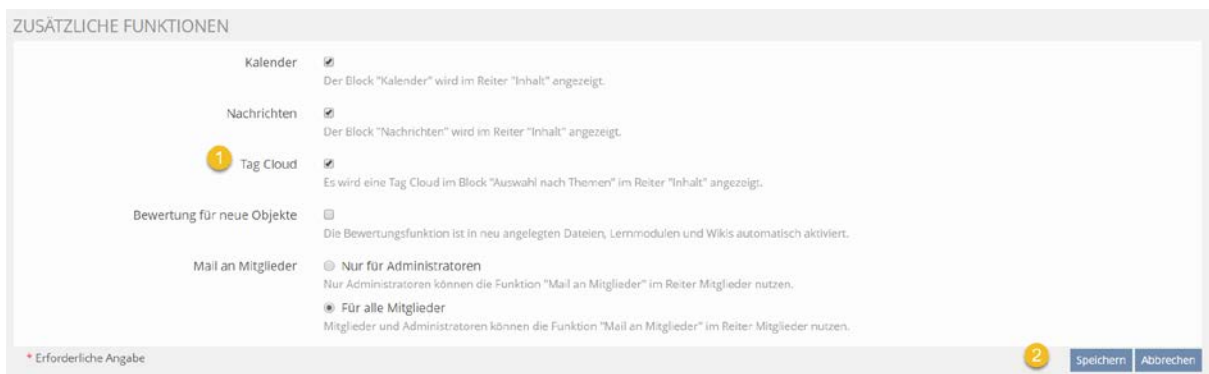 ZUSÄTZLICHE FUNKTIONEN
Kalender
Der Block "Kalender" wird im Reiter "Inhalt" angezeigt.
Nachrichten
Der Block "Nachrichten" wird im Reiter "Inhalt" angezeigt.
1 Tag Cloud
Es wird eine Tag Cloud im Block "Auswahl nach Themen" im Reiter "Inhalt" angezeigt.
Bewertung für neue Objekte
Die Bewertungsfunktion ist in neu angelegten Dateien, Lernmodulen und Wikis automatisch aktiviert.
Mail an Mitglieder Nur für Administratoren
Nur Administratoren können die Funktion "Mail an Mitglieder" im Reiter Mitglieder nutzen.
Für alle Mitglieder
Mitglieder und Administratoren können die Funktion "Mail an Mitglieder" im Reiter Mitglieder nutzen.
* Erforderliche Angabe 2 Speichern Abbrechen